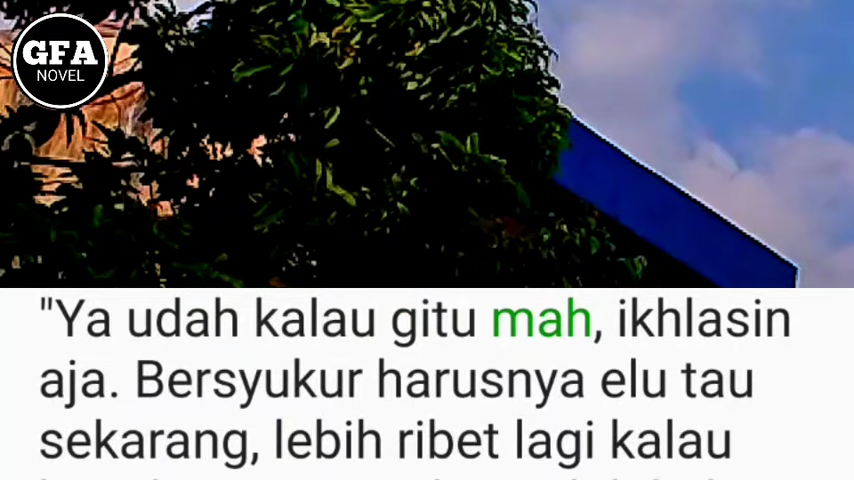 GFA
NOVEL
"Ya udah kalau gitu mah, ikhlasin
aja. Bersyukur harusnya elu tau
sekarang, lebih ribet lagi kalau